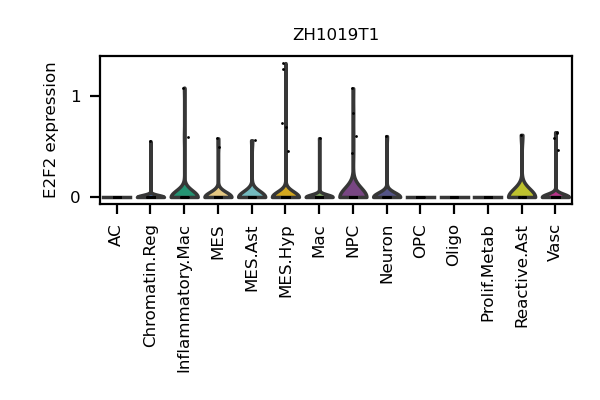 ZH1019T1
E2F2 expression
1
0
AC
Chromatin.Reg
Inflammatory.Mac
MES
MES.Ast
MES.Hyp
Mac
NPC
Neuron
OPC
Oligo
Prolif.Metab
Reactive.Ast
Vasc